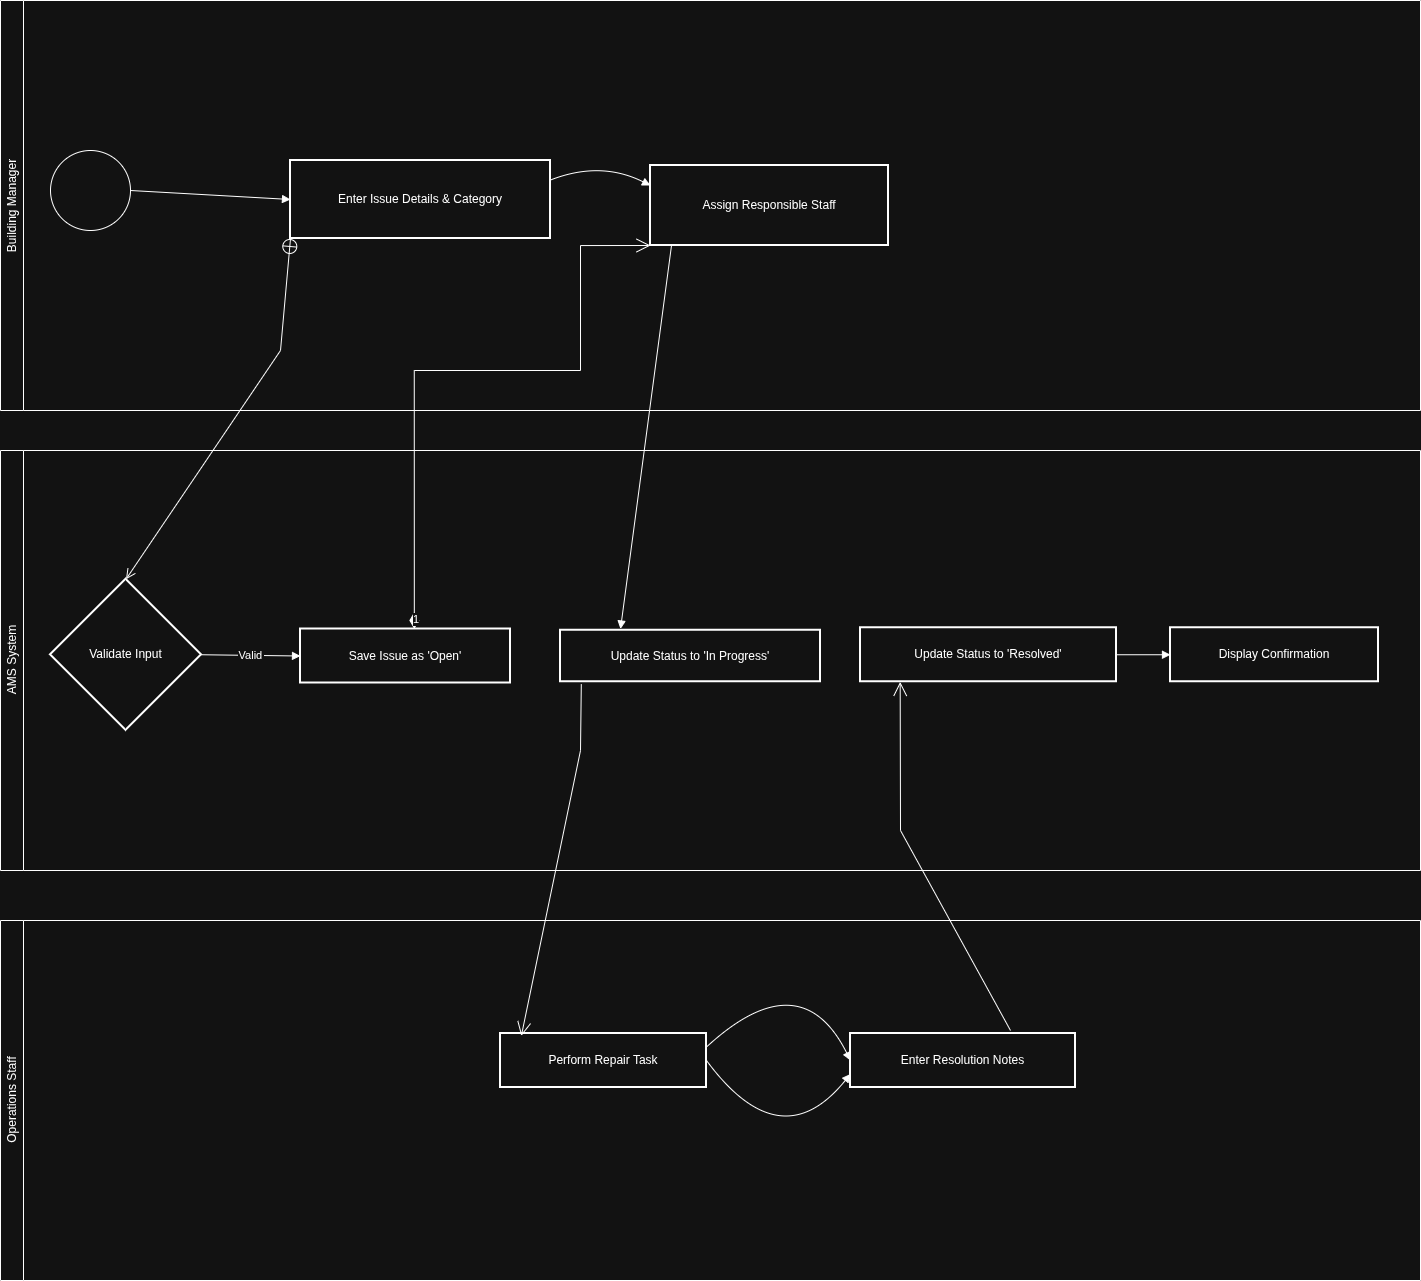 Building Manager
Enter Issue Details & Category
Assign Responsible Staff
AMS System
Validate Input
Valid
1
Save Issue as 'Open'
Update Status to 'In Progress'
Update Status to 'Resolved'
Display Confirmation
Operations Staff
Perform Repair Task
Enter Resolution Notes